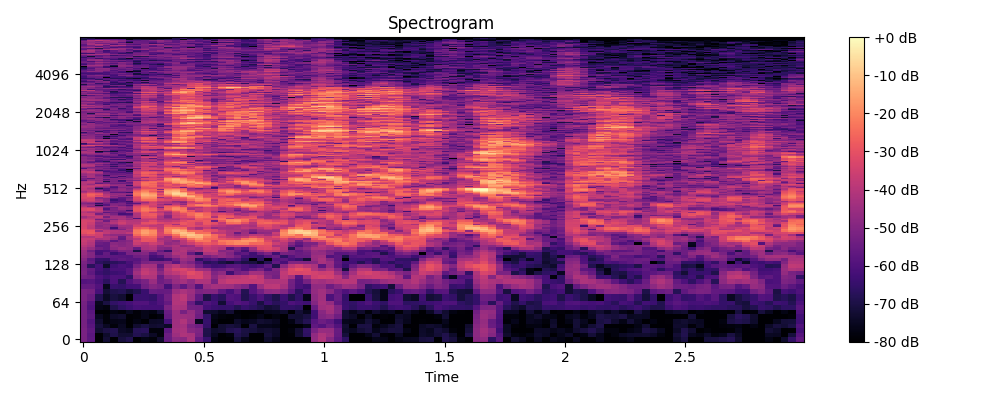 Spectrogram
Hz
4096
2048
1024
512
256
128
64
0
0
0.5
1
1.5
2
2.5
Time
+0 dB
-10 dB
-20 dB
-30 dB
-40 dB
-50 dB
-60 dB
-70 dB
-80 dB